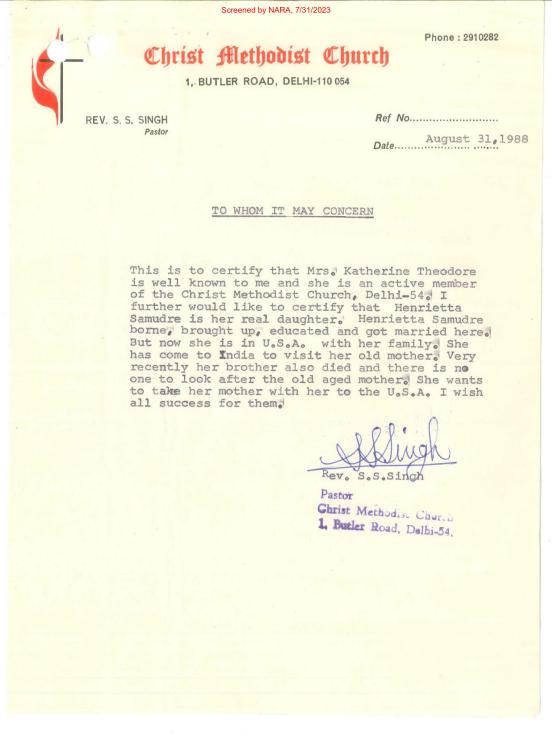 Screened by NARA, 7/31/2023
Phone : 2910282
Christ Methodist Church
1, BUTLER ROAD, DELHI-110 054
REV. S. S. SINGH
Pastor
Ref No...........................
Date.......August 31,1988
TO WHOM IT MAY CONCERN
This is to certify that Mrs. Katherine Theodore
is well known to me and she is an active member
of the Christ Methodist Church, Delhi-54. I
further would like to certify that Henrietta
Samudre is her real daughter. Henrietta Samudre
borne, brought up, educated and got married here.
But now she is in U.S.A. with her family. She
has come to India to visit her old mother. Very
recently her brother also died and there is no
one to look after the old aged mother. She wants
to take her mother with her to the U.S.A. I wish
all success for them.
SSSingh
Rev. S.S.Singh
Pastor
Christ Methodist Church
1, Butler Road, Delhi-54.